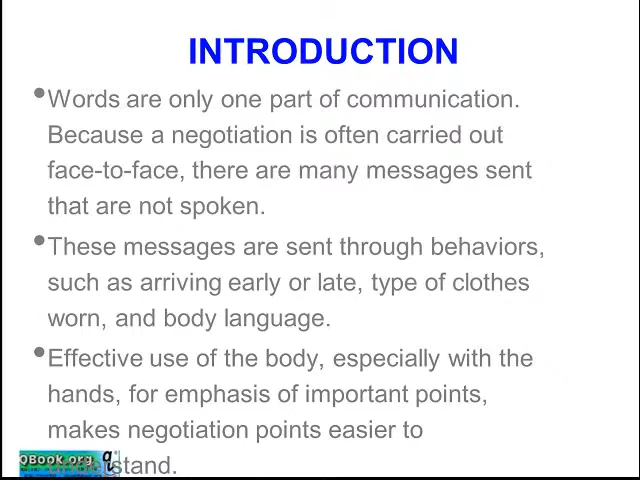 INTRODUCTION
•Words are only one part of communication.
Because a negotiation is often carried out
face-to-face, there are many messages sent
that are not spoken.
•These messages are sent through behaviors,
such as arriving early or late, type of clothes
worn, and body language.
•Effective use of the body, especially with the
hands, for emphasis of important points,
makes negotiation points easier to
understand.
QBook.org